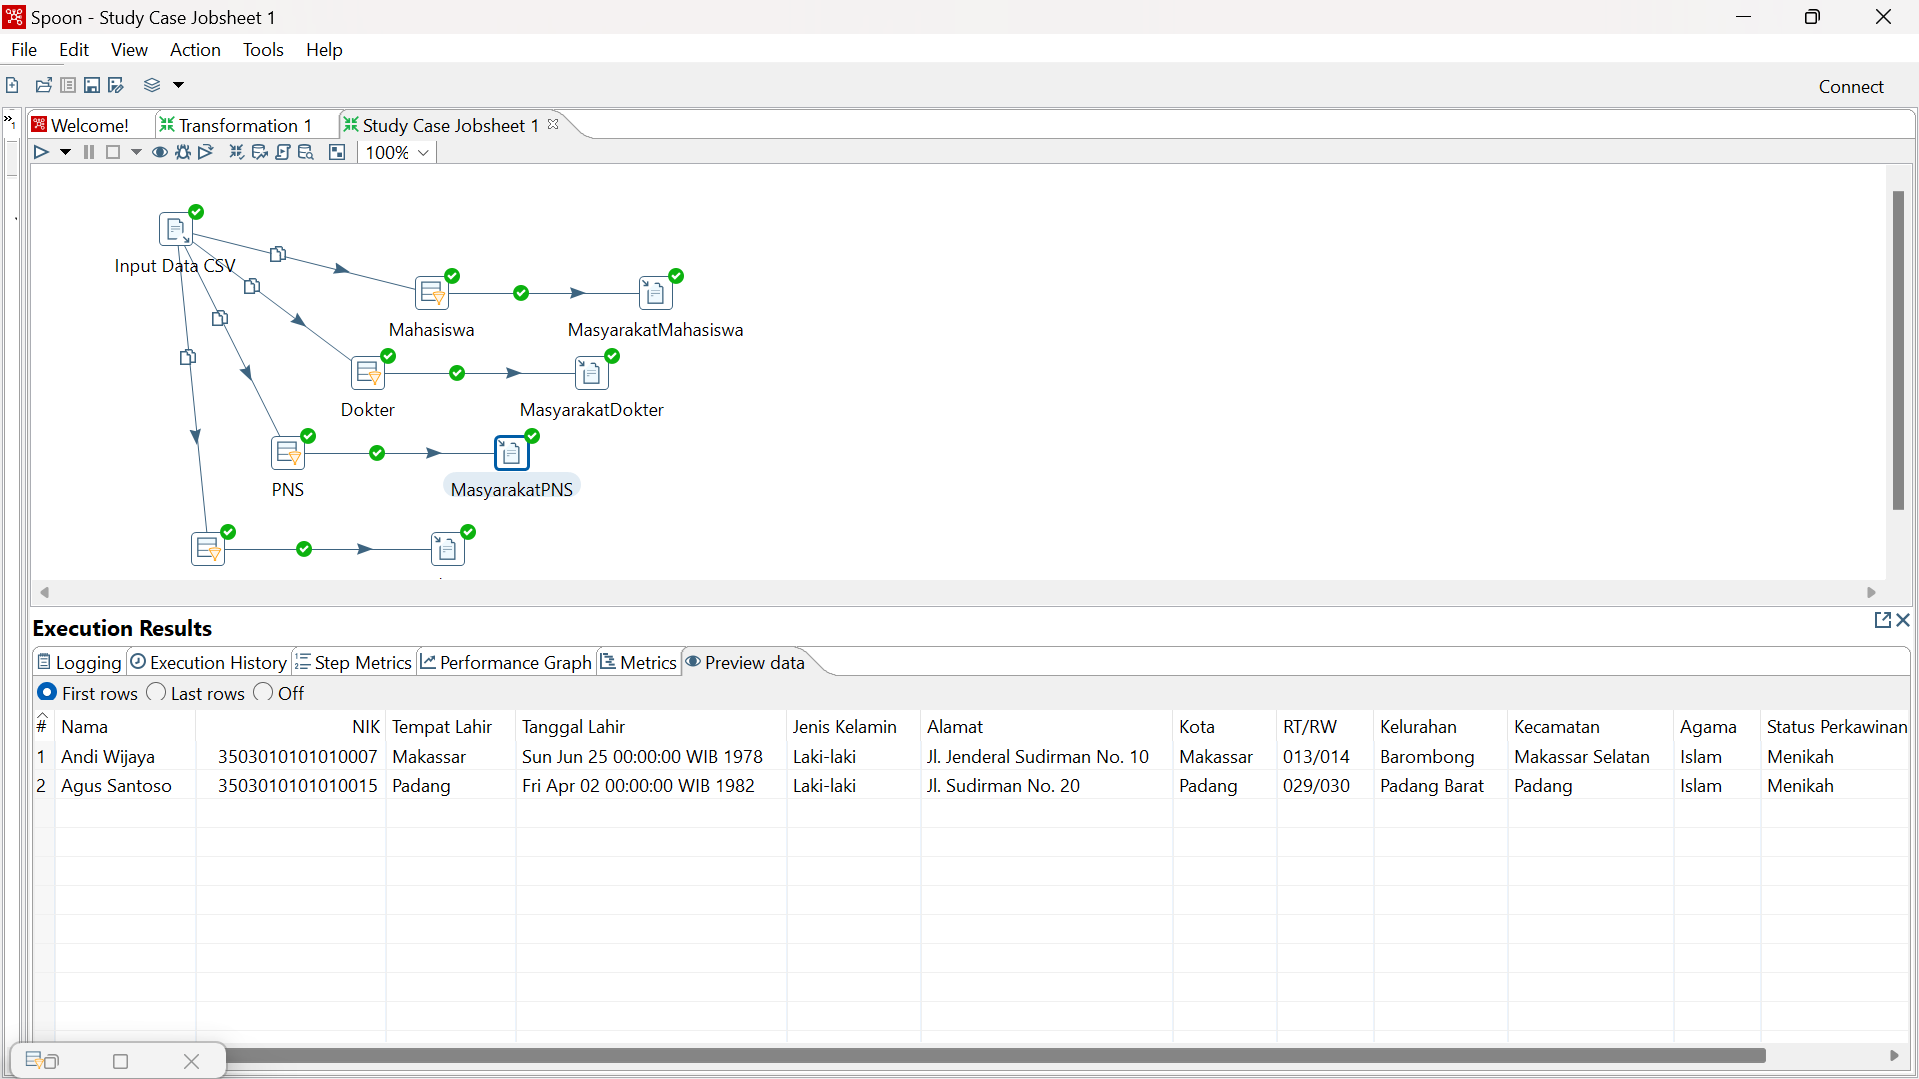 Spoon - Study Case Jobsheet 1
File Edit View Action Tools Help
Connect
»1
Welcome! Transformation 1 Study Case Jobsheet 1
100%
Input Data CSV
Mahasiswa MasyarakatMahasiswa
Dokter MasyarakatDokter
PNS MasyarakatPNS
Execution Results
Logging Execution History Step Metrics Performance Graph Metrics Preview data
First rows Last rows Off
# Nama NIK Tempat Lahir Tanggal Lahir Jenis Kelamin Alamat Kota RT/RW Kelurahan Kecamatan Agama Status Perkawinan
1 Andi Wijaya 3503010101010007 Makassar Sun Jun 25 00:00:00 WIB 1978 Laki-laki Jl. Jenderal Sudirman No. 10 Makassar 013/014 Barombong Makassar Selatan Islam Menikah
2 Agus Santoso 3503010101010015 Padang Fri Apr 02 00:00:00 WIB 1982 Laki-laki Jl. Sudirman No. 20 Padang 029/030 Padang Barat Padang Islam Menikah